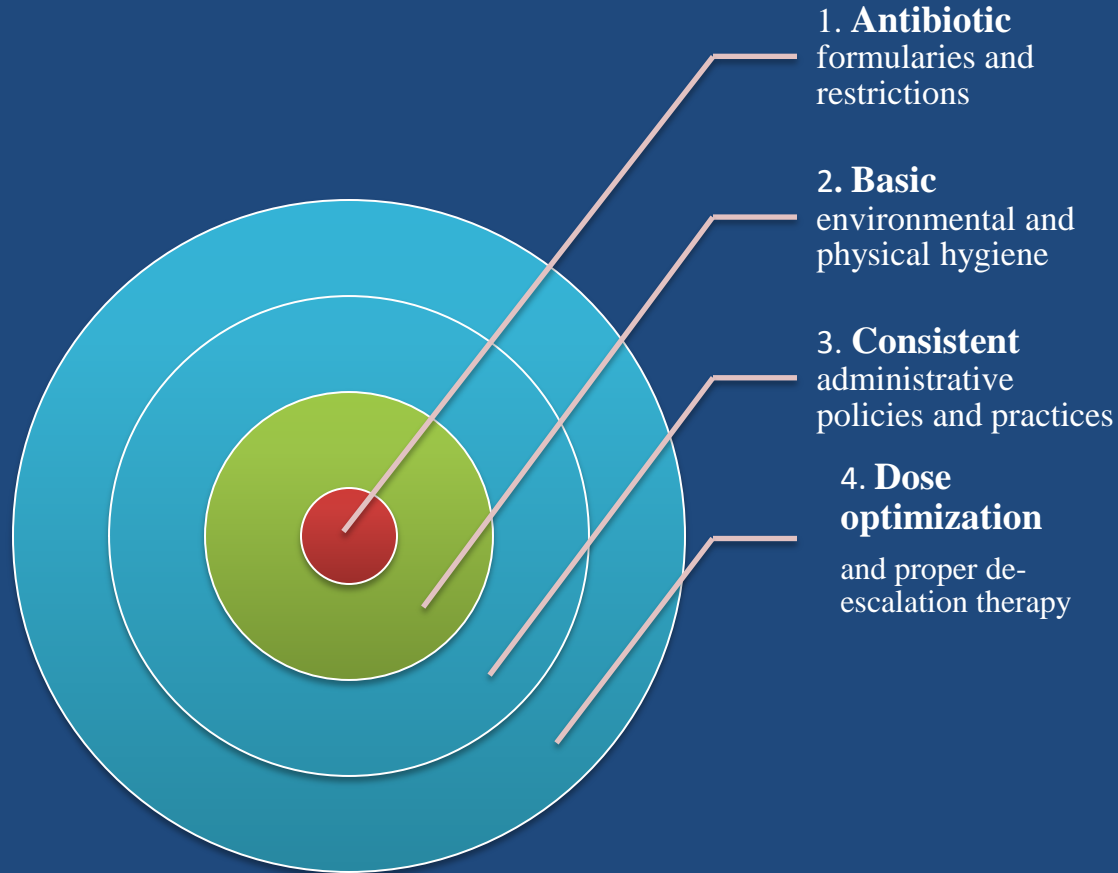 1. Antibiotic
formularies and
restrictions
2. Basic
environmental and
physical hygiene
3. Consistent
administrative
policies and practices
4. Dose
optimization
and proper de-
escalation therapy